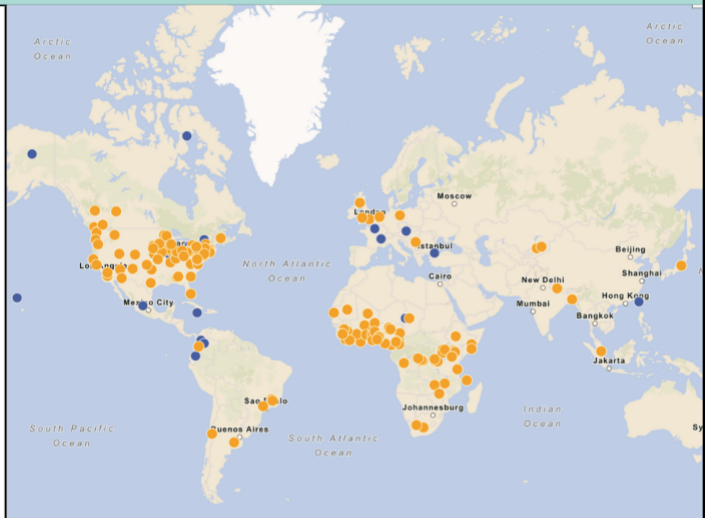 Arctic
Ocean
Arctic
Ocean
Moscow
London
Istanbul
Beijing
Los Angeles
North Atlantic
Ocean
Cairo
Shanghai
New Delhi
Mexico City
Mumbai
Hong Kong
Bangkok
Jakarta
Sao Paulo
Johannesburg
Indian
Ocean
South Pacific
Ocean
Buenos Aires
South Atlantic
Ocean
Sy